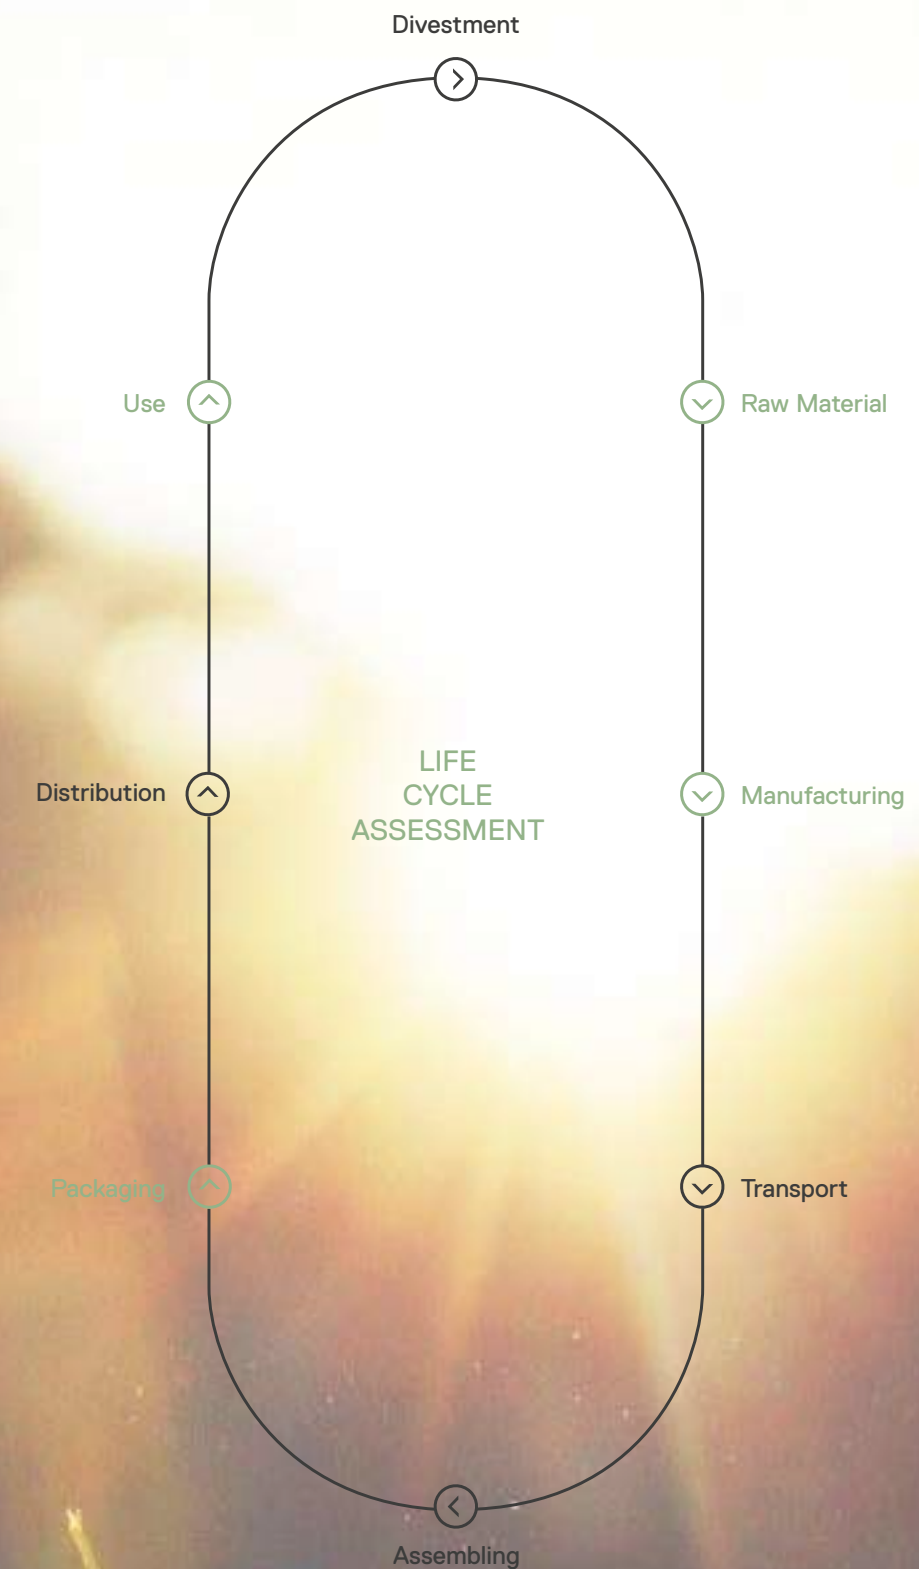 Divestment
Use
Raw Material
Distribution
LIFE
CYCLE
ASSESSMENT
Manufacturing
Packaging
Transport
Assembling